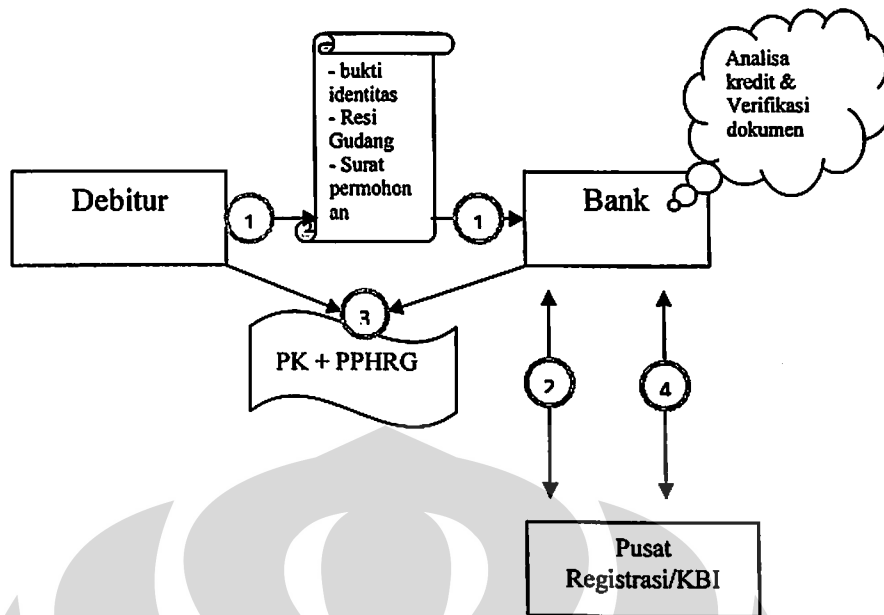 - bukti
identitas
- Resi
Gudang
- Surat
permohon
an
Analisa
kredit &
Verifikasi
dokumen
Debitur
1
1
Bank
3
PK + PPHRG
2
4
Pusat
Registrasi/KBI